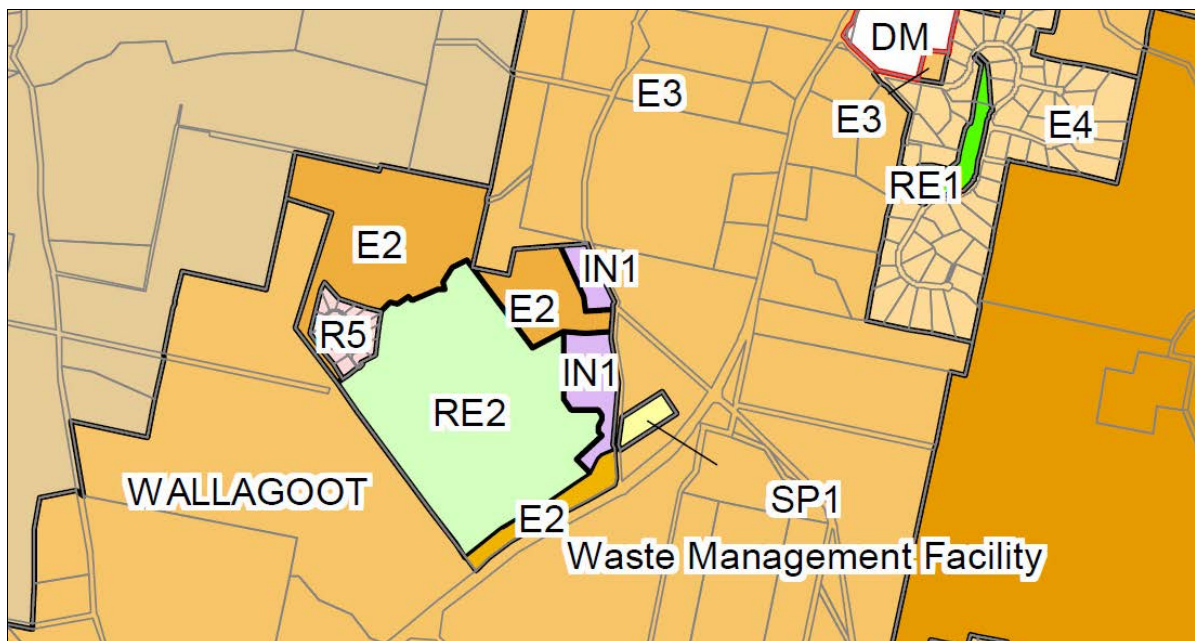 DM
E3
E3
E4
RE1
E2
IN1
E2
R5
IN1
RE2
WALLAGOOT
SP1
E2
Waste Management Facility